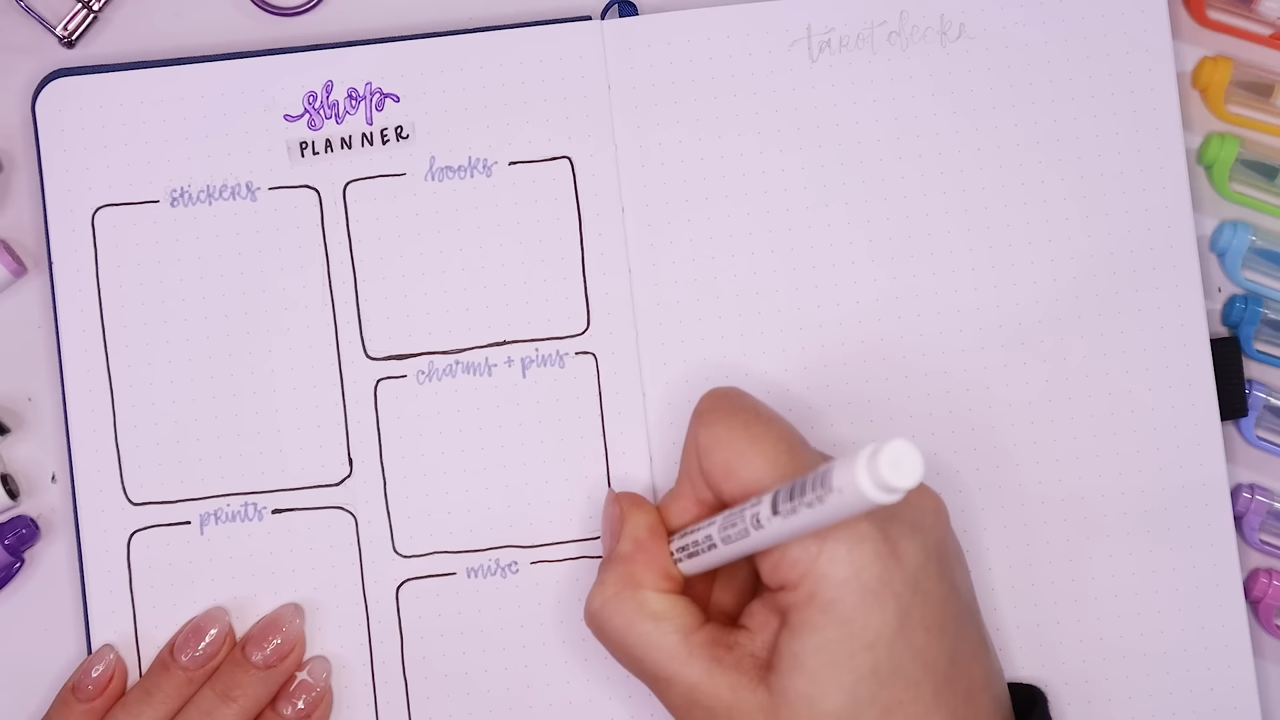 shop
PLANNER
stickers
books
charms + pins
prints
misc
tarot decks